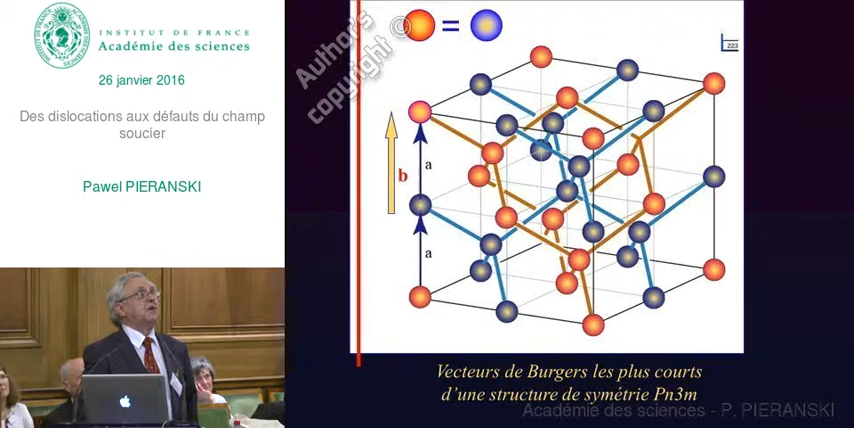 INSTITUT DE FRANCE
Académie des sciences
26 janvier 2016
Des dislocations aux défauts du champ
soucier
Pawel PIERANSKI
Author's
copyright ©
=
223
a
b
a
Vecteurs de Burgers les plus courts
d'une structure de symétrie Pn3m
Académie des sciences - P. PIERANSKI